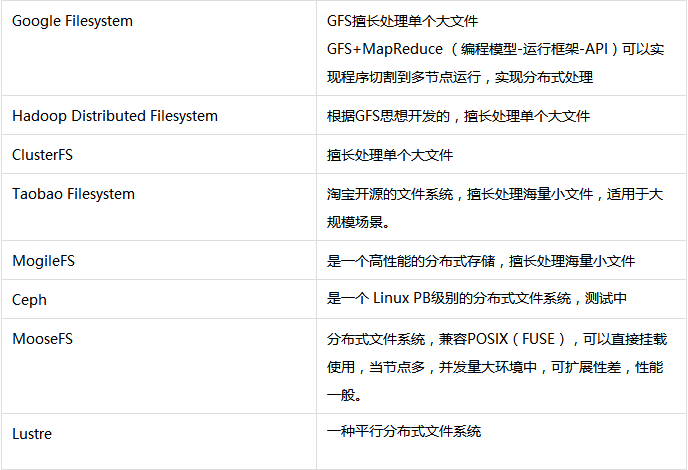 Google Filesystem
GFS擅长处理单个大文件
GFS+MapReduce （编程模型-运行框架-API）可以实
现程序切割到多节点运行，实现分布式处理
Hadoop Distributed Filesystem
根据GFS思想开发的，擅长处理单个大文件
ClusterFS
擅长处理单个大文件
Taobao Filesystem
淘宝开源的文件系统，擅长处理海量小文件，适用于大
规模场景。
MogileFS
是一个高性能的分布式存储，擅长处理海量小文件
Ceph
是一个 Linux PB级别的分布式文件系统，测试中
MooseFS
分布式文件系统，兼容POSIX（FUSE），可以直接挂载
使用，当节点多，并发量大环境中，可扩展性差，性能
一般。
Lustre
一种平行分布式文件系统